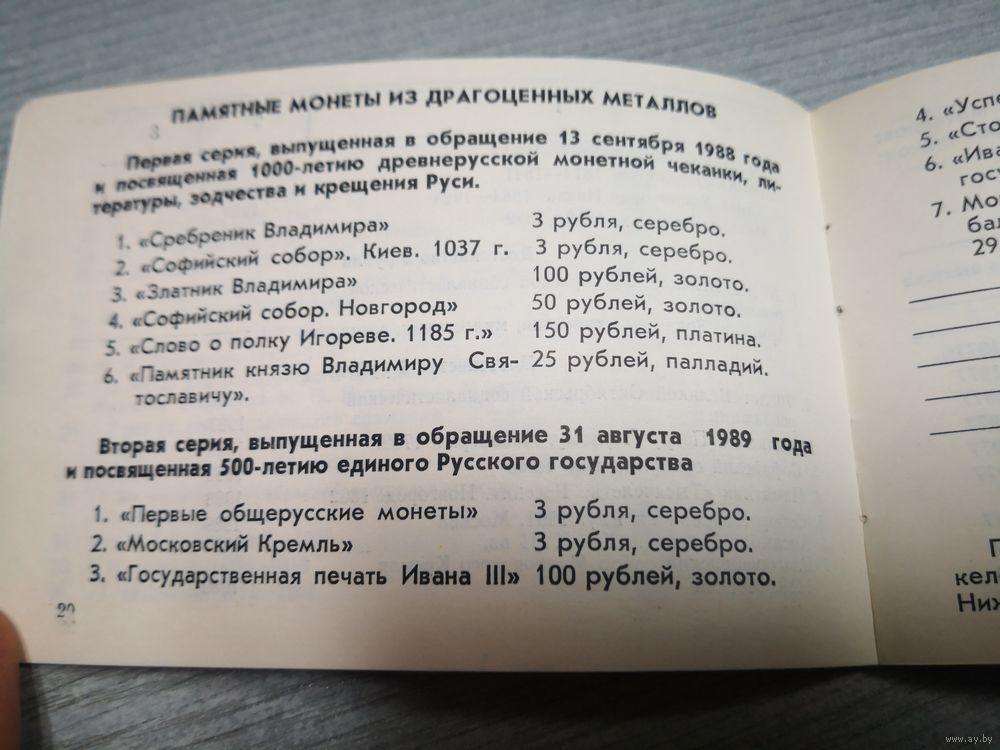 ПАМЯТНЫЕ МОНЕТЫ ИЗ ДРАГОЦЕННЫХ МЕТАЛЛОВ
Первая серия, выпущенная в обращение 13 сентября 1988 года
и посвященная 1000-летию древнерусской монетной чеканки, ли-
тературы, зодчества и крещения Руси.
1. «Сребреник Владимира» 3 рубля, серебро.
2. «Софийский собор». Киев. 1037 г. 3 рубля, серебро.
3. «Златник Владимира» 100 рублей, золото.
4. «Софийский собор. Новгород» 50 рублей, золото.
5. «Слово о полку Игореве. 1185 г.» 150 рублей, платина.
6. «Памятник князю Владимиру Свя- 25 рублей, палладий.
тославичу».
Вторая серия, выпущенная в обращение 31 августа 1989 года
и посвященная 500-летию единого Русского государства
1. «Первые общерусские монеты» 3 рубля, серебро.
2. «Московский Кремль» 3 рубля, серебро.
3. «Государственная печать Ивана III» 100 рублей, золото.
20
4. «Успе
5. «Сто
6. «Ива
гос
7. Мо
бал
29
П
кел
Ниж
www.ay.by